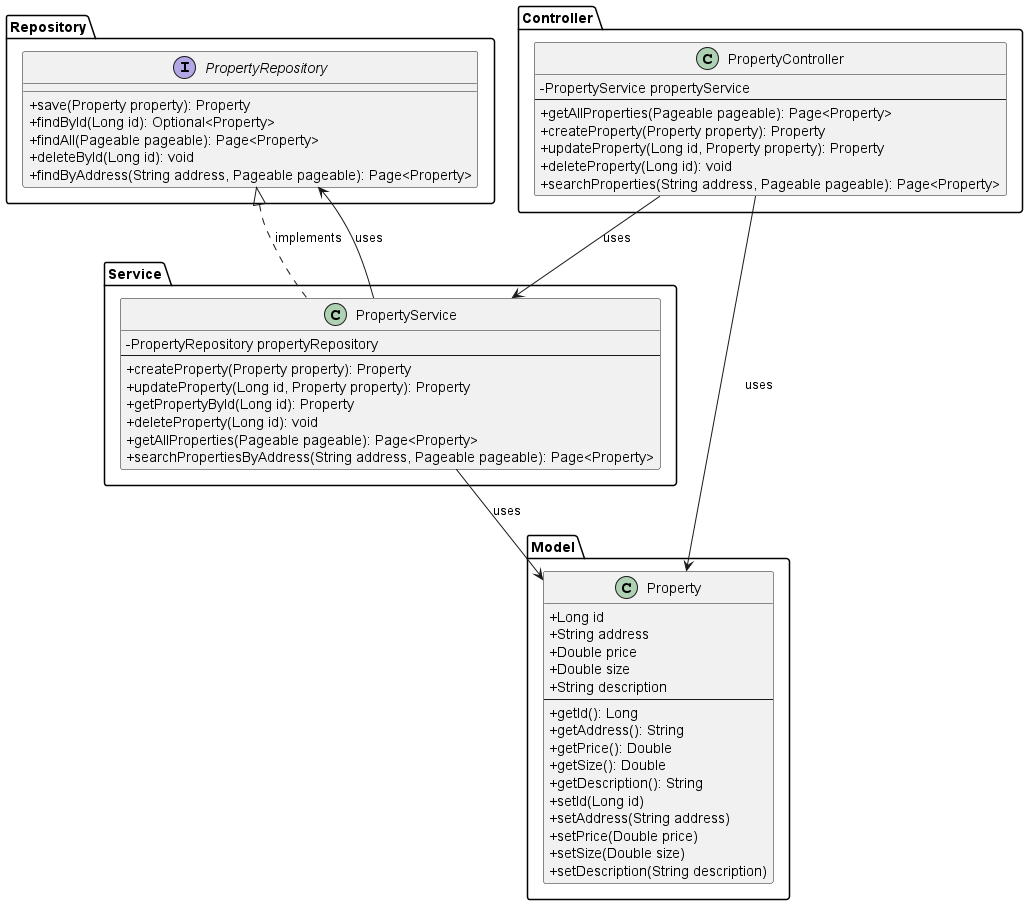 Repository
I PropertyRepository
+save(Property property): Property
+findById(Long id): Optional<Property>
+findAll(Pageable pageable): Page<Property>
+deleteById(Long id): void
+findByAddress(String address, Pageable pageable): Page<Property>
Controller
C PropertyController
-PropertyService propertyService
+getAllProperties(Pageable pageable): Page<Property>
+createProperty(Property property): Property
+updateProperty(Long id, Property property): Property
+deleteProperty(Long id): void
+searchProperties(String address, Pageable pageable): Page<Property>
implements
uses
uses
Service
C PropertyService
-PropertyRepository propertyRepository
+createProperty(Property property): Property
+updateProperty(Long id, Property property): Property
+getPropertyById(Long id): Property
+deleteProperty(Long id): void
+getAllProperties(Pageable pageable): Page<Property>
+searchPropertiesByAddress(String address, Pageable pageable): Page<Property>
uses
uses
Model
C Property
+Long id
+String address
+Double price
+Double size
+String description
+getId(): Long
+getAddress(): String
+getPrice(): Double
+getSize(): Double
+getDescription(): String
+setId(Long id)
+setAddress(String address)
+setPrice(Double price)
+setSize(Double size)
+setDescription(String description)